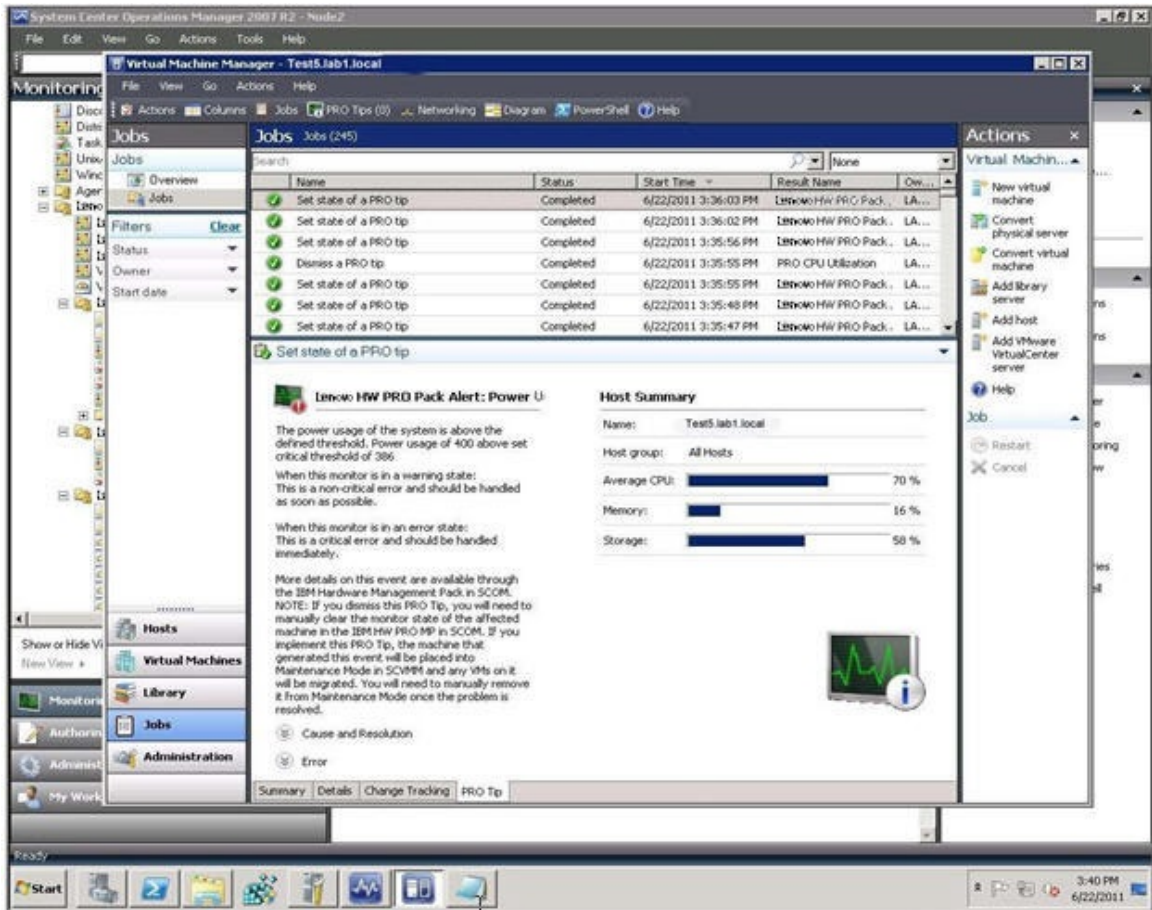 System Center Operations Manager 2007 R2 - Node2
File Edit View Go Actions Tools Help
Monitoring
Task
Show or Hide Vi
New View
Monitori
Authorin
Administ
My Work
Ready
Virtual Machine Manager - Test5.lab1.local
File View Go Actions Help
Actions Columns Jobs PRO Tips (0) Networking Diagram PowerShell Help
Jobs
Jobs
Overview
Jobs
Filters Clear
Status
Owner
Start date
Hosts
Virtual Machines
Library
Jobs
Administration
Jobs Jobs (245)
Search None
Name Status Start Time Result Name Ow...
Set state of a PRO tip Completed 6/22/2011 3:36:03 PM Lenovo HW PRO Pack . LA...
Set state of a PRO tip Completed 6/22/2011 3:36:02 PM Lenovo HW PRO Pack . LA...
Set state of a PRO tip Completed 6/22/2011 3:35:56 PM Lenovo HW PRO Pack . LA...
Dismiss a PRO tip Completed 6/22/2011 3:35:55 PM PRO CPU Utilization LA...
Set state of a PRO tip Completed 6/22/2011 3:35:55 PM Lenovo HW PRO Pack . LA...
Set state of a PRO tip Completed 6/22/2011 3:35:48 PM Lenovo HW PRO Pack . LA...
Set state of a PRO tip Completed 6/22/2011 3:35:47 PM Lenovo HW PRO Pack . LA...
Set state of a PRO tip
Lenovo HW PRO Pack Alert: Power U
The power usage of the system is above the
defined threshold. Power usage of 400 above set
critical threshold of 386
When this monitor is in a warning state:
This is a non-critical error and should be handled
as soon as possible.
When this monitor is in an error state:
This is a critical error and should be handled
immediately.
More details on this event are available through
the IBM Hardware Management Pack in SCOM.
NOTE: If you dismiss this PRO Tip, you will need to
manually clear the monitor state of the affected
machine in the IBM HW PRO MP in SCOM. If you
implement this PRO Tip, the machine that
generated this event will be placed into
Maintenance Mode in SCVMM and any VMs on it
will be migrated. You will need to manually remove
it from Maintenance Mode once the problem is
resolved.
Cause and Resolution
Error
Host Summary
Name: Test5.lab1.local
Host group: All Hosts
Average CPU: 70 %
Memory: 16 %
Storage: 58 %
Summary Details Change Tracking PRO Tip
Actions
Virtual Machin...
New virtual
machine
Convert
physical server
Convert virtual
machine
Add library
server
Add host
Add VMware
VirtualCenter
server
Help
Job
Restart
Cancel
Start
3:40 PM
6/22/2011